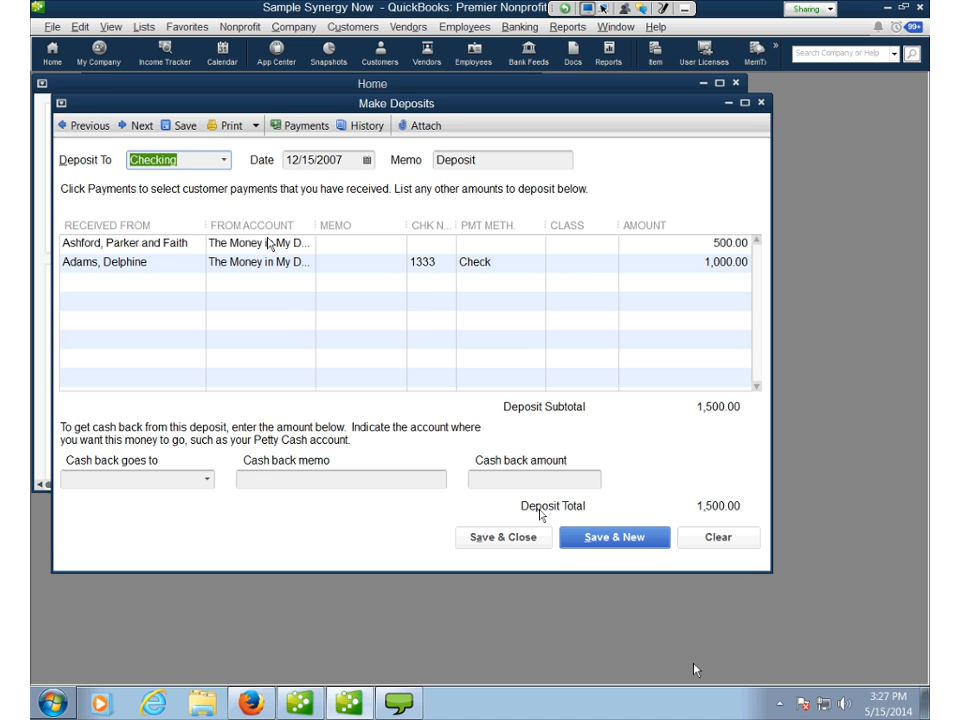 Sample Synergy Now - QuickBooks: Premier Nonprofit
Sharing
File Edit View Lists Favorites Nonprofit Company Customers Vendors Employees Banking Reports Window Help
99+
Home My Company Income Tracker Calendar App Center Snapshots Customers Vendors Employees Bank Feeds Docs Reports Item User Licenses MemTx
Search Company or Help
Home
Make Deposits
Previous Next Save Print Payments History Attach
Deposit To Checking Date 12/15/2007 Memo Deposit
Click Payments to select customer payments that you have received. List any other amounts to deposit below.
RECEIVED FROM FROM ACCOUNT MEMO CHK N... PMT METH. CLASS AMOUNT
Ashford, Parker and Faith The Money in My D... 500.00
Adams, Delphine The Money in My D... 1333 Check 1,000.00
Deposit Subtotal 1,500.00
To get cash back from this deposit, enter the amount below. Indicate the account where
you want this money to go, such as your Petty Cash account.
Cash back goes to Cash back memo Cash back amount
Deposit Total 1,500.00
Save & Close Save & New Clear
3:27 PM
5/15/2014